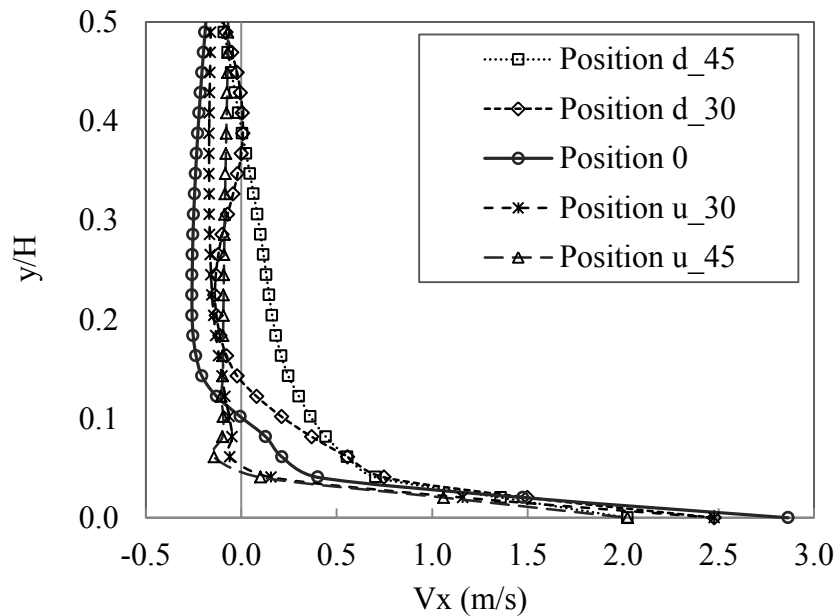 0.5
0.4
0.3
0.2
0.1
0.0
y/H
Position d_45
Position d_30
Position 0
Position u_30
Position u_45
-0.5 0.0 0.5 1.0 1.5 2.0 2.5 3.0
Vx (m/s)